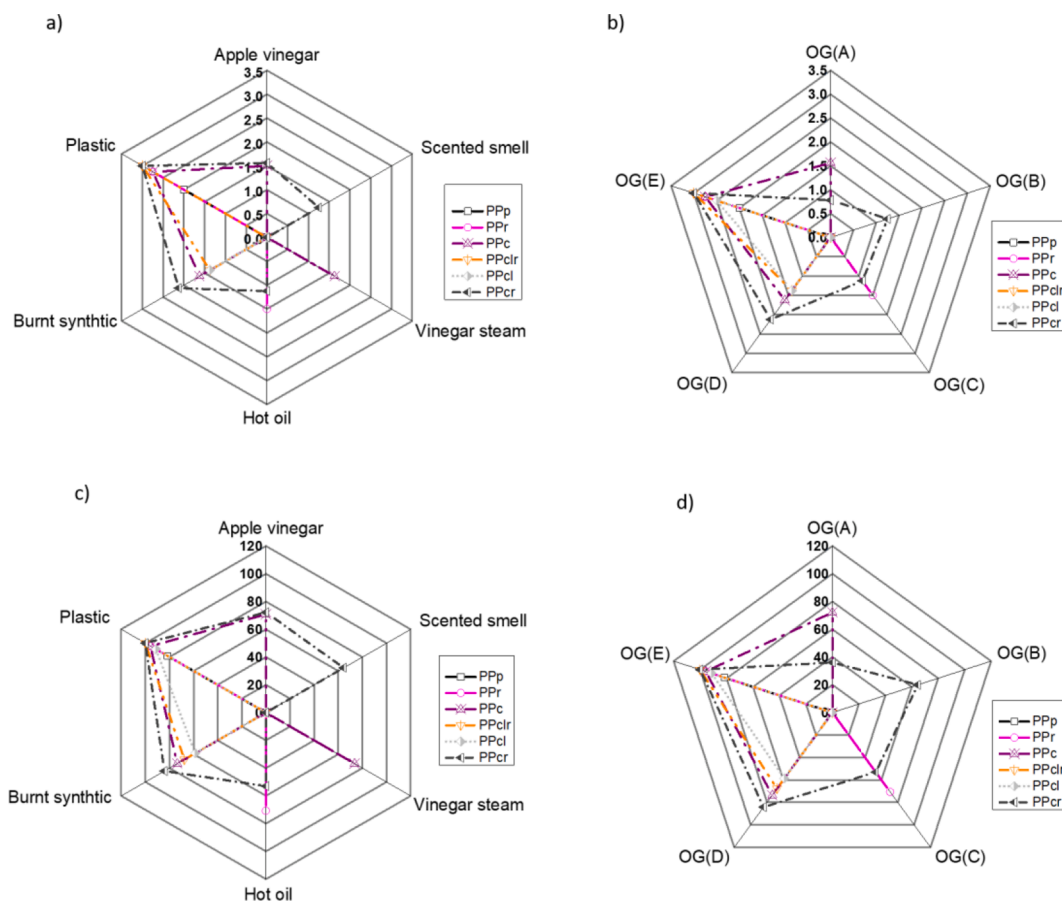 a)
Apple vinegar
3.5
3.0
2.5
2.0
1.5
1.0
0.5
0.0
Plastic
Scented smell
Burnt synthtic
Vinegar steam
Hot oil
PPp
PPr
PPc
PPclr
PPcl
PPcr
b)
OG(A)
3.5
3.0
2.5
2.0
1.5
1.0
0.5
0.0
OG(E)
OG(B)
OG(D)
OG(C)
PPp
PPr
PPc
PPclr
PPcl
PPcr
c)
Apple vinegar
120
100
80
60
40
20
0
Plastic
Scented smell
Burnt synthtic
Vinegar steam
Hot oil
PPp
PPr
PPc
PPclr
PPcl
PPcr
d)
OG(A)
120
100
80
60
40
20
0
OG(E)
OG(B)
OG(D)
OG(C)
PPp
PPr
PPc
PPclr
PPcl
PPcr